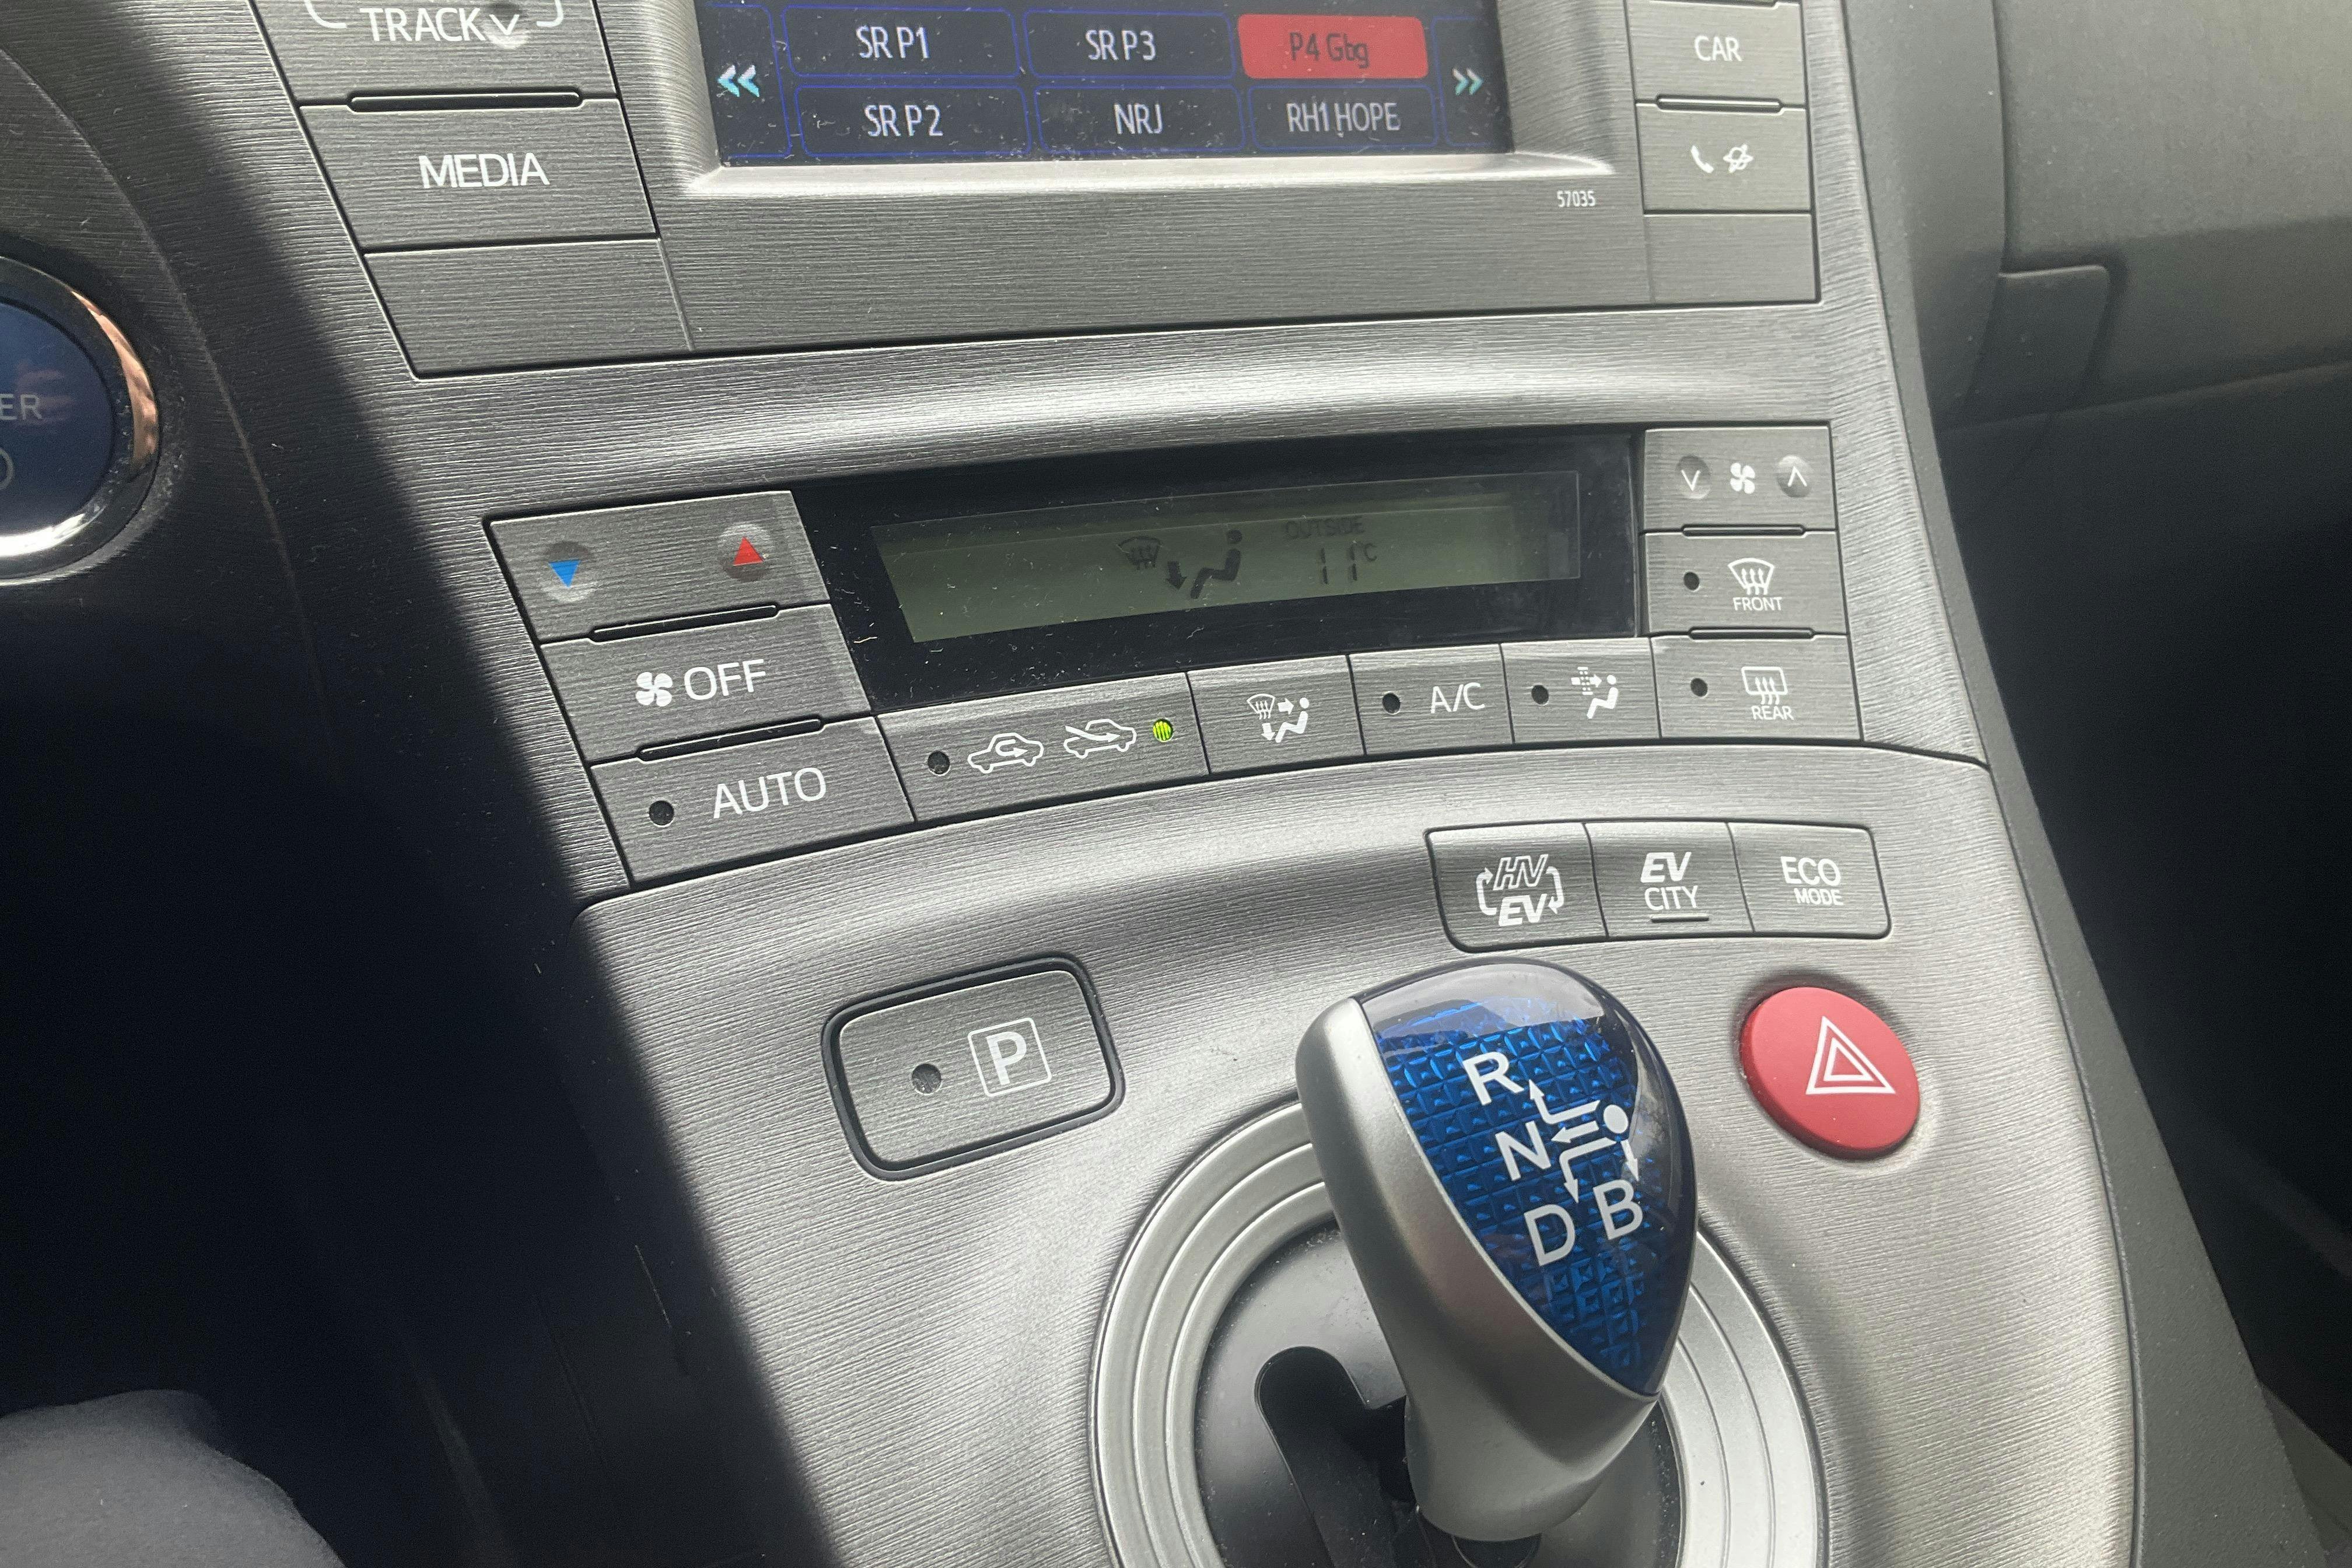 TRACK
SR P1
SR P3
P4 Gbg
CAR
SR P2
NRJ
RH1 HOPE
MEDIA
57035
ER
OUTSIDE
11°C
FRONT
OFF
A/C
REAR
AUTO
HV
EV
EV
CITY
ECO
MODE
P
R
N
D B